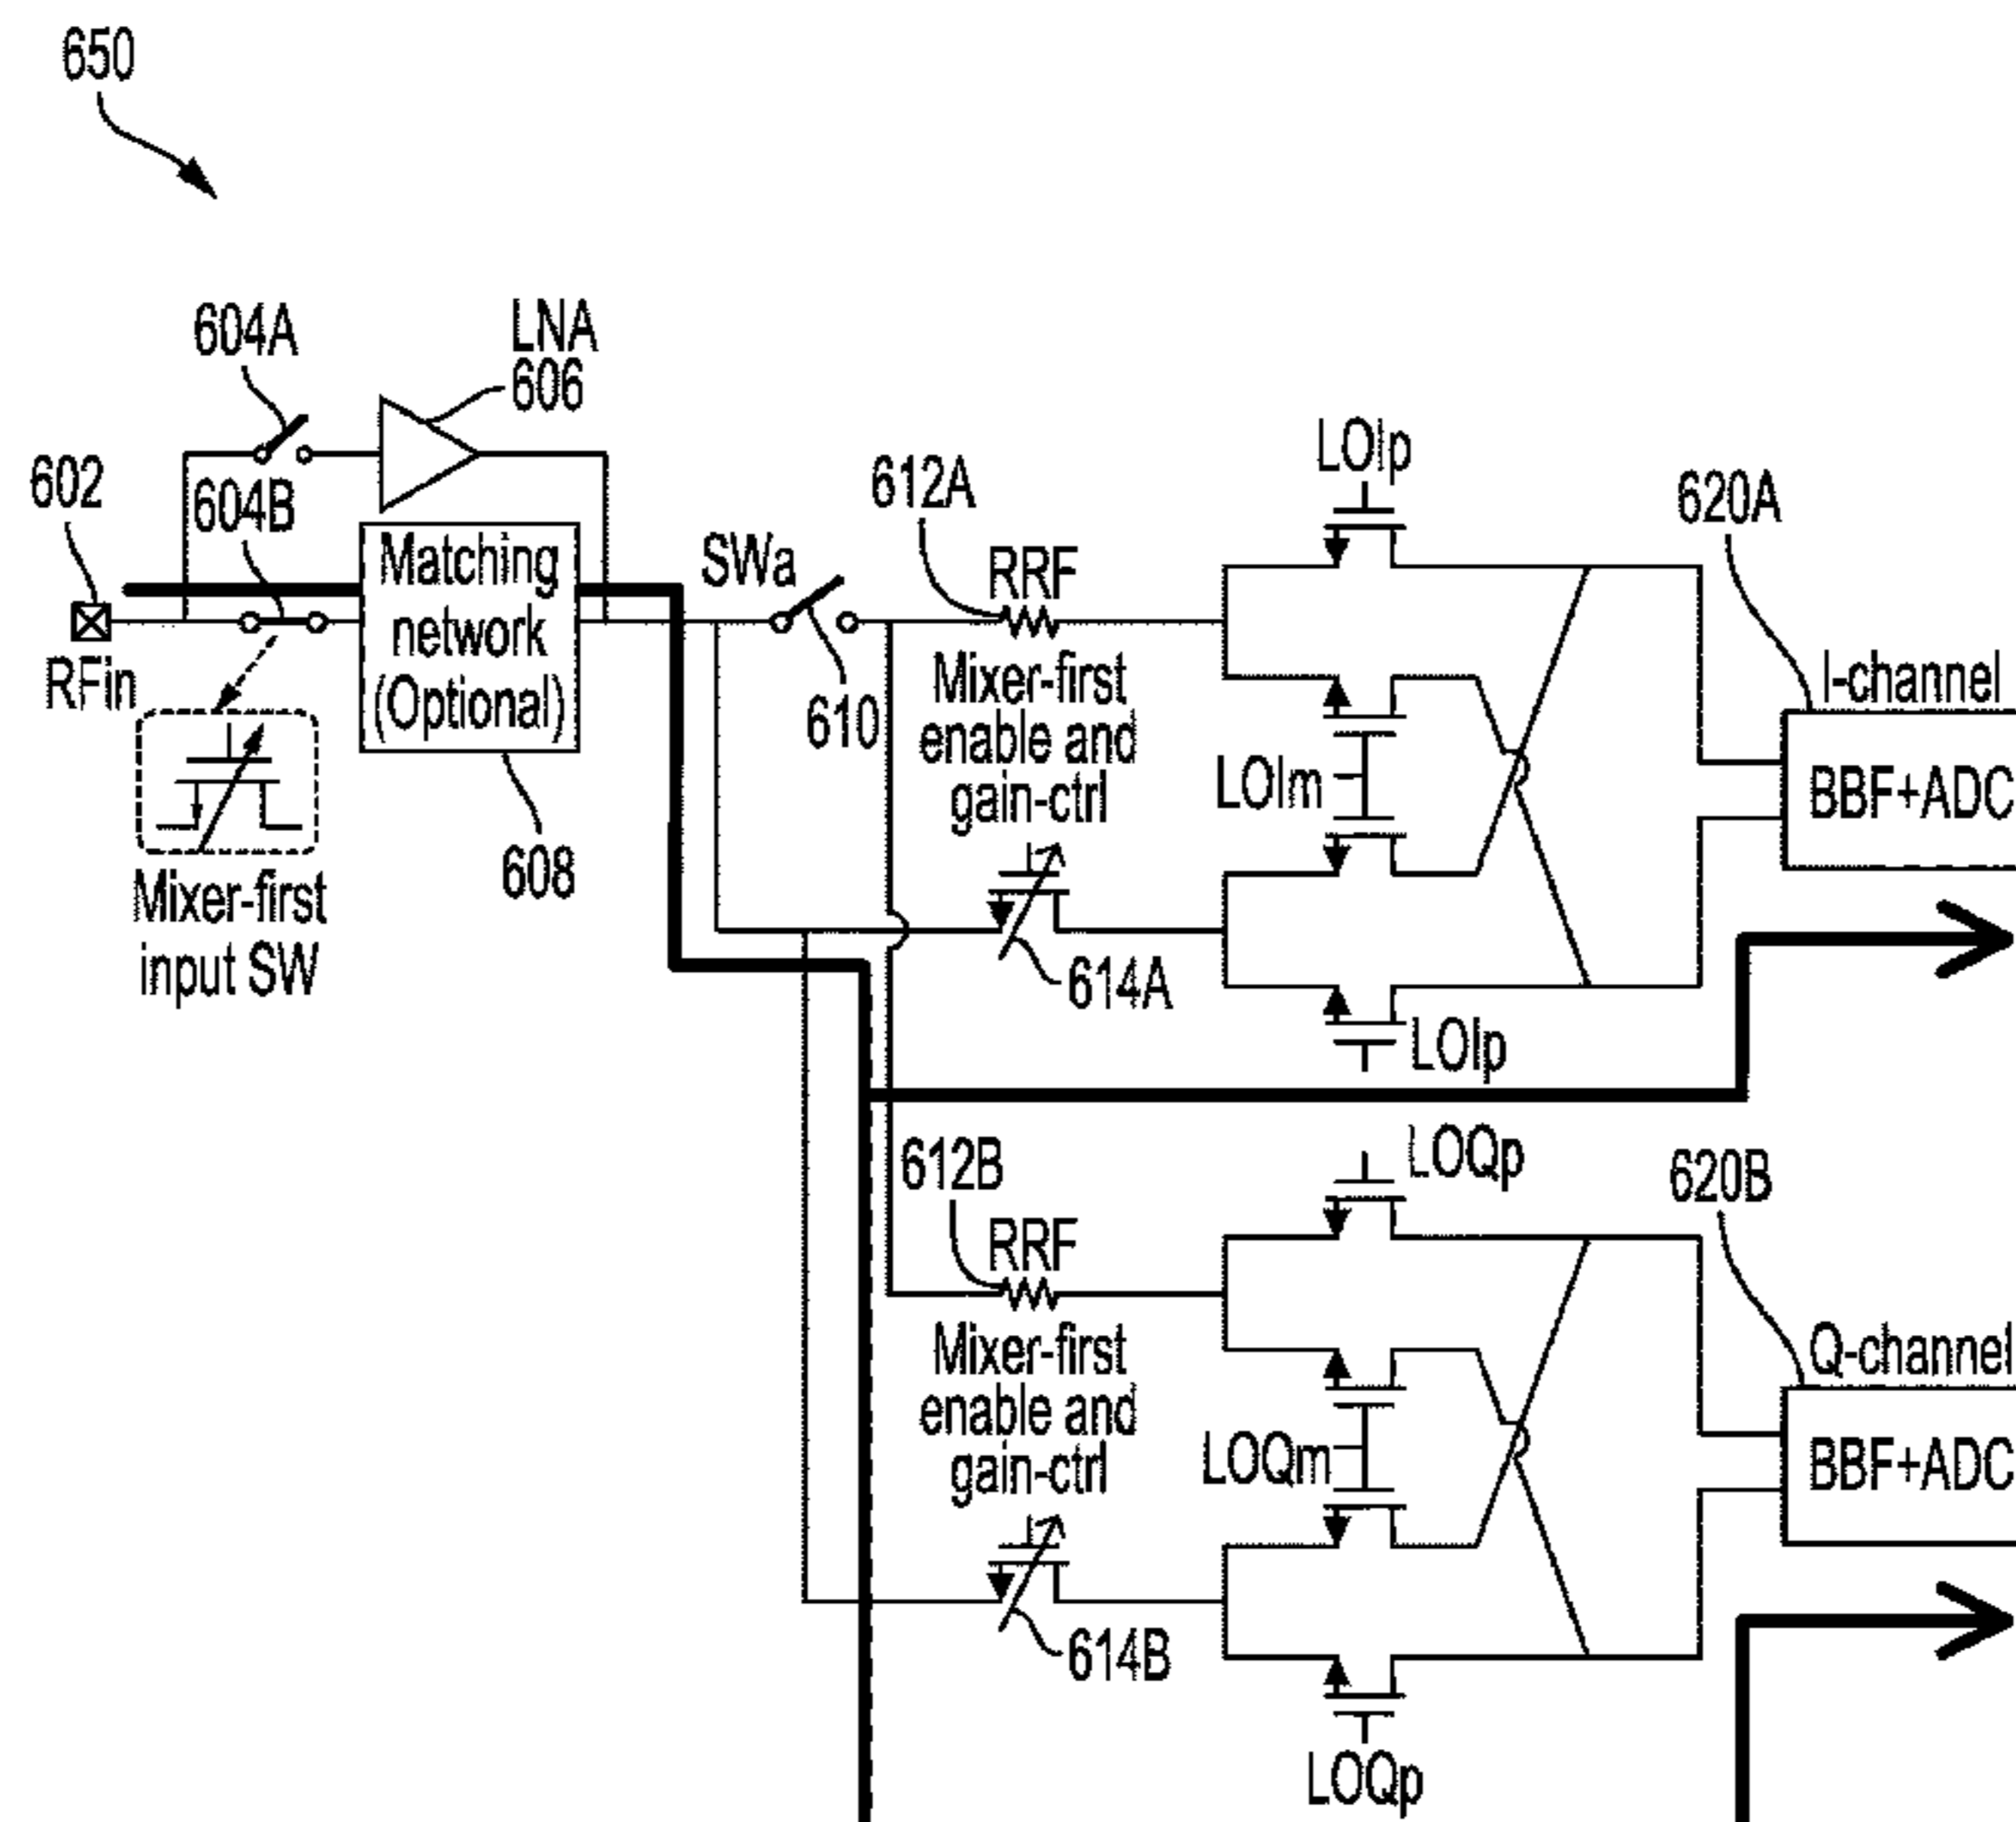 650
604A
LNA
606
602
604B
RFin
Matching
network
(Optional)
608
Mixer-first
input SW
SWa
610
612A
RRF
Mixer-first
enable and
gain-ctrl
614A
LOIp
LOIm
LOIp
620A
I-channel
BBF+ADC
612B
RRF
Mixer-first
enable and
gain-ctrl
614B
LOQp
LOQm
LOQp
620B
Q-channel
BBF+ADC